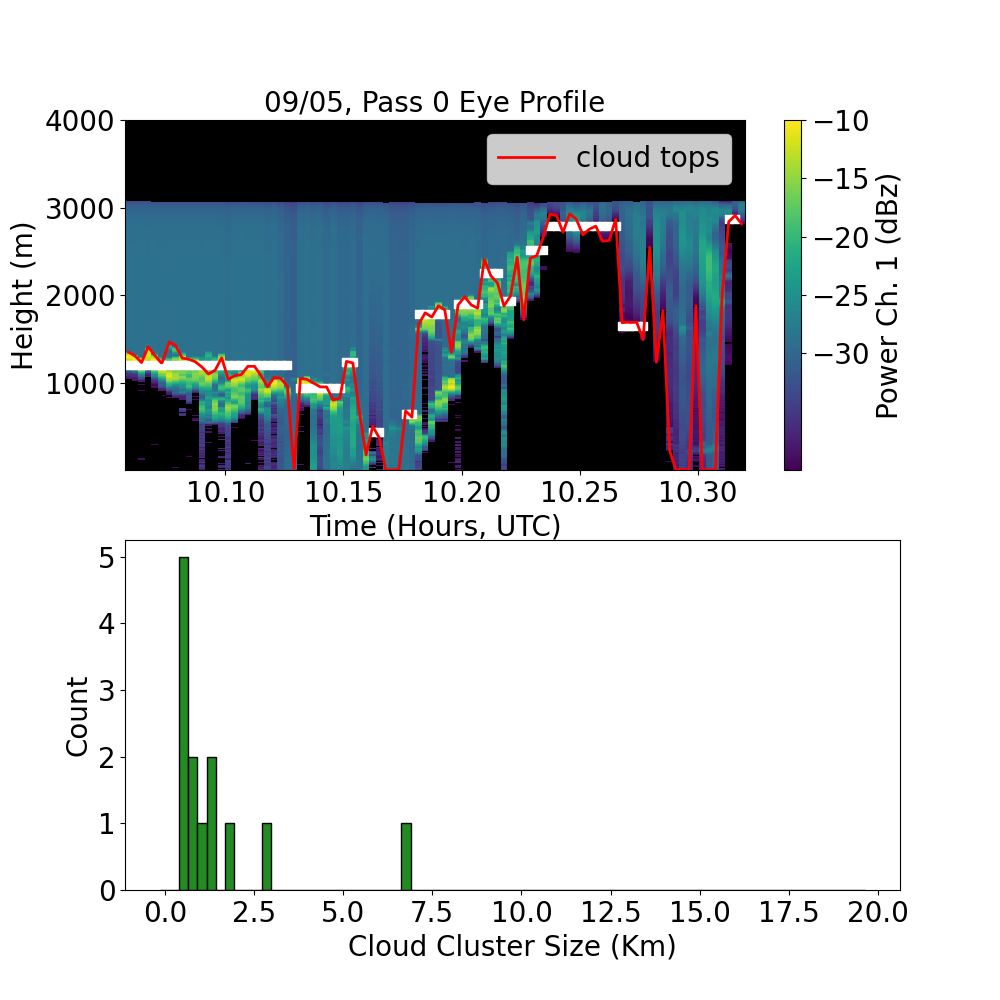 09/05, Pass 0 Eye Profile
4000
3000
2000
1000
Height (m)
cloud tops
10.10 10.15 10.20 10.25 10.30
Time (Hours, UTC)
−10
−15
−20
−25
−30
Power Ch. 1 (dBz)
5
4
3
2
1
0
Count
0.0 2.5 5.0 7.5 10.0 12.5 15.0 17.5 20.0
Cloud Cluster Size (Km)